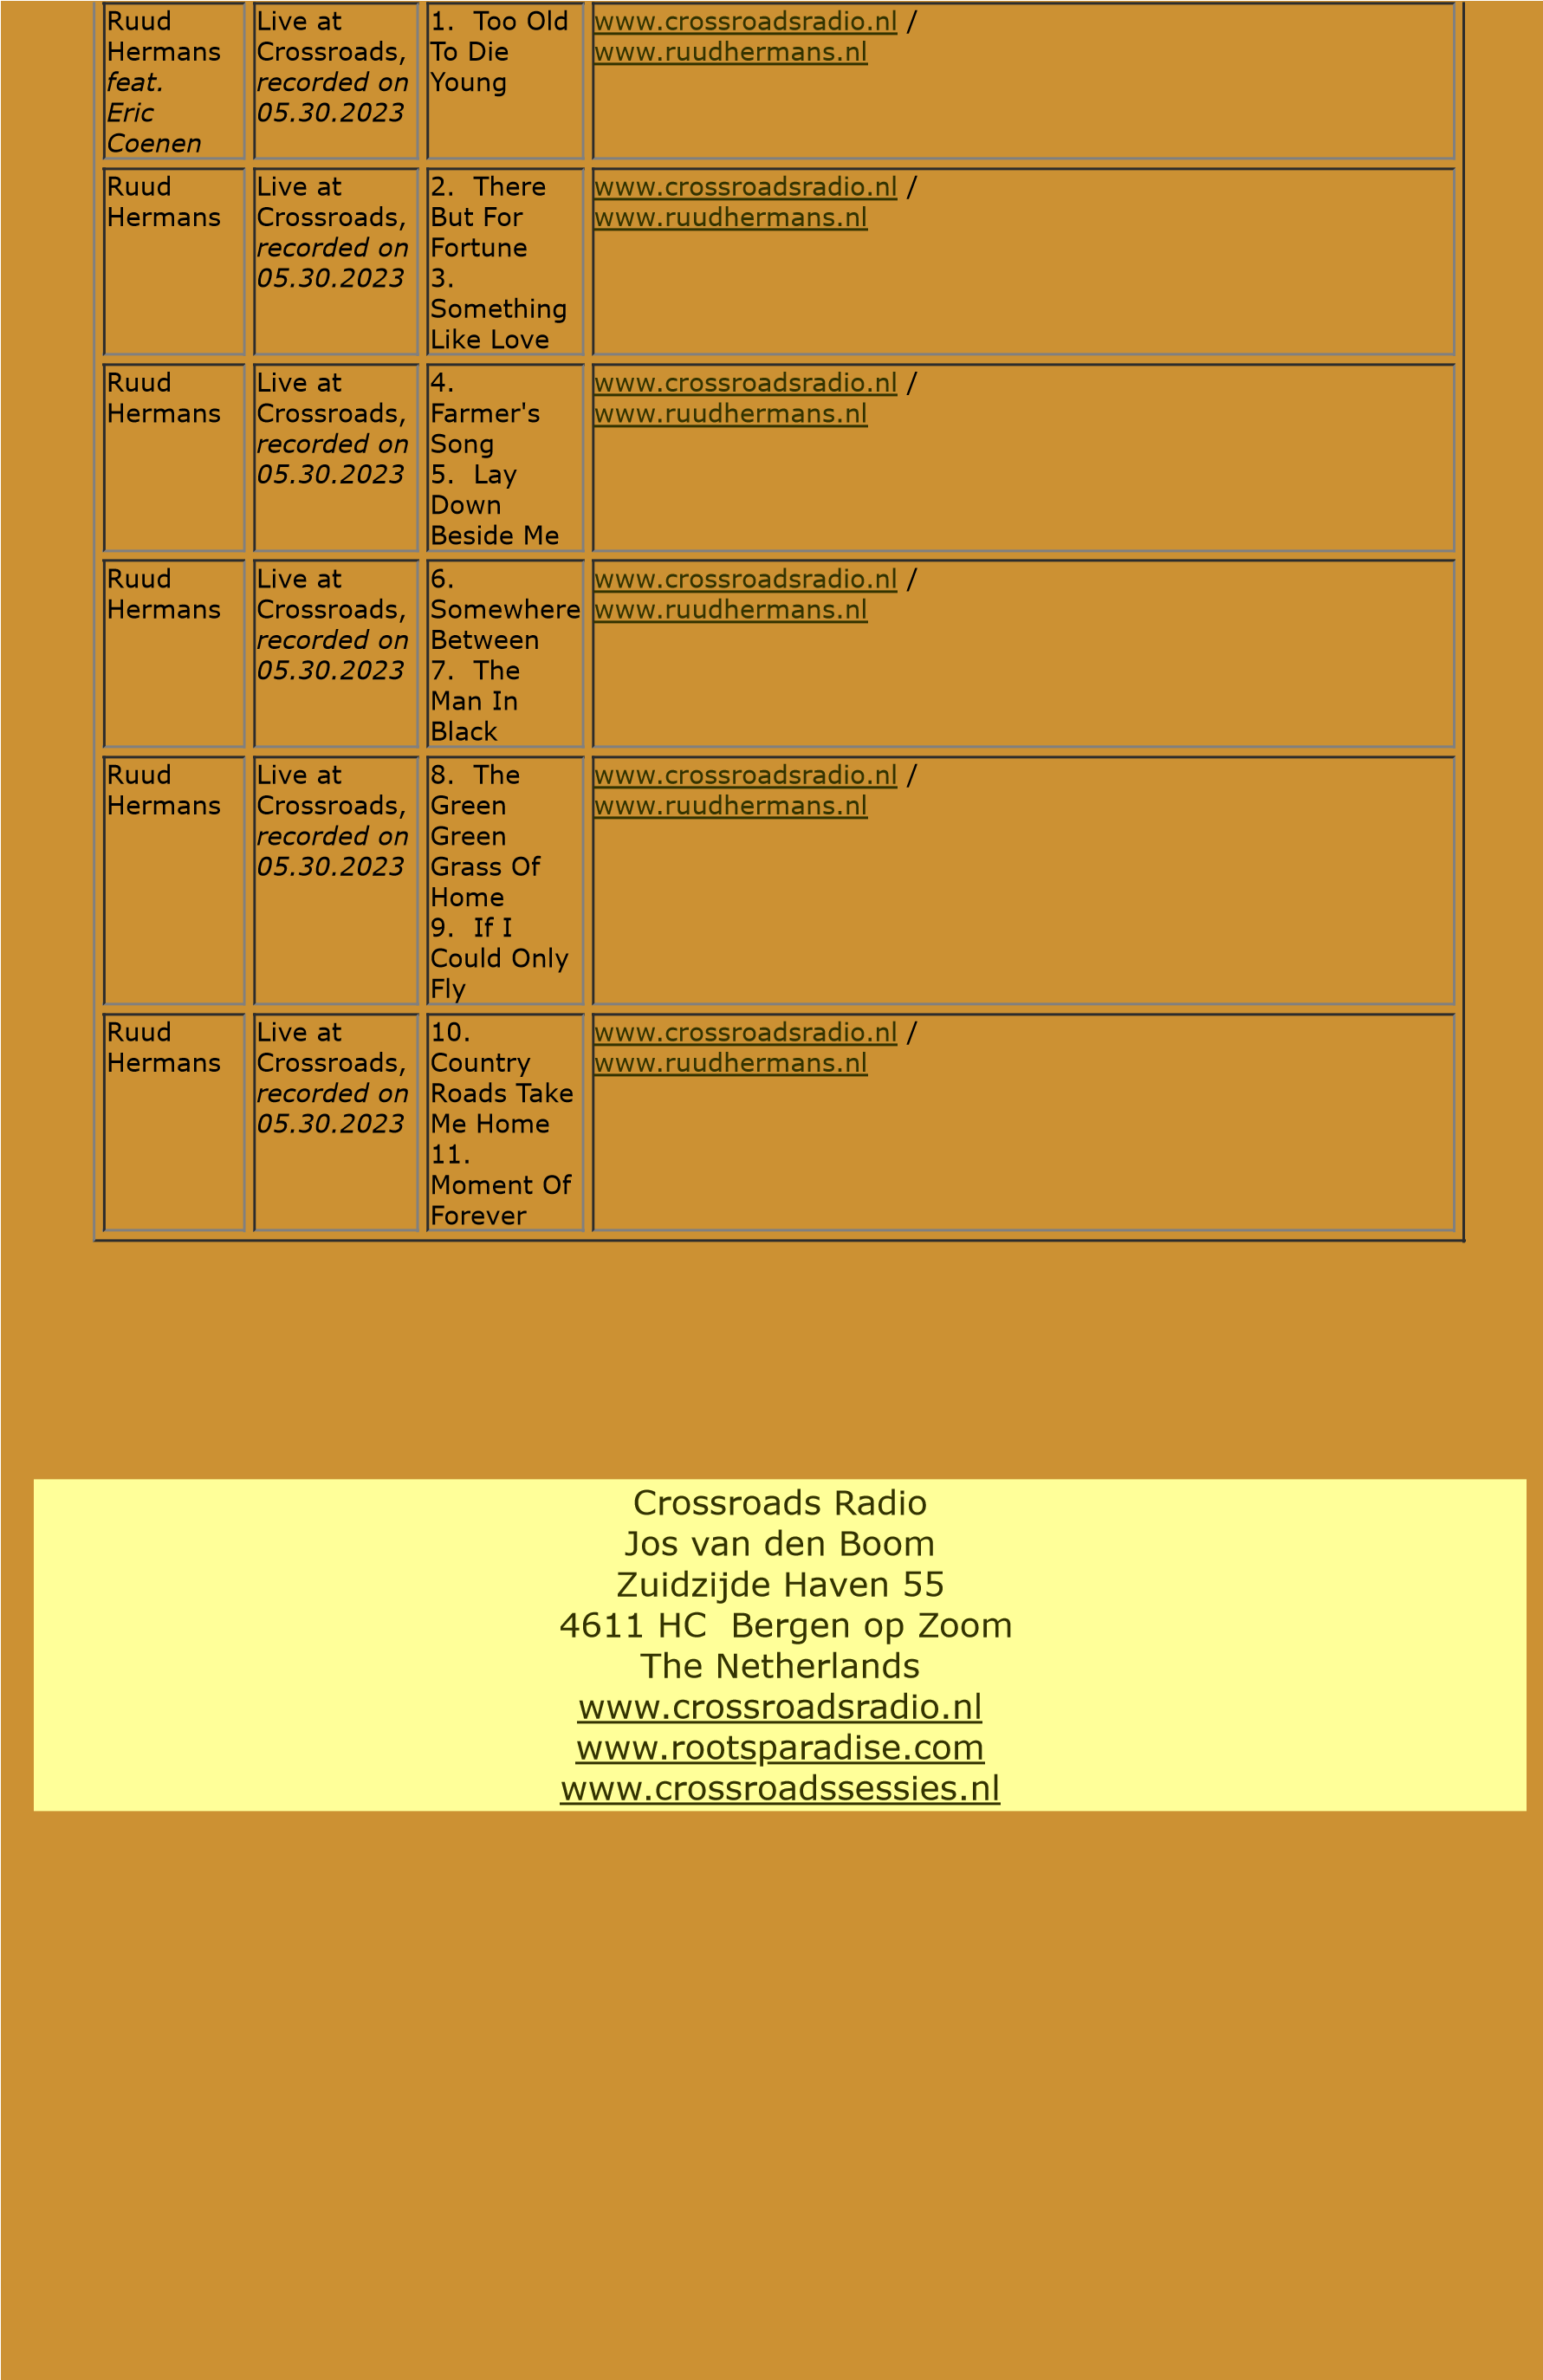 Ruud
Hermans
feat.
Eric
Coenen
Live at
Crossroads,
recorded on
05.30.2023
1.  Too Old
To Die
Young
www.crossroadsradio.nl /
www.ruudhermans.nl
Ruud
Hermans
Live at
Crossroads,
recorded on
05.30.2023
2.  There
But For
Fortune
3.
Something
Like Love
www.crossroadsradio.nl /
www.ruudhermans.nl
Ruud
Hermans
Live at
Crossroads,
recorded on
05.30.2023
4.
Farmer's
Song
5.  Lay
Down
Beside Me
www.crossroadsradio.nl /
www.ruudhermans.nl
Ruud
Hermans
Live at
Crossroads,
recorded on
05.30.2023
6.
Somewhere
Between
7.  The
Man In
Black
www.crossroadsradio.nl /
www.ruudhermans.nl
Ruud
Hermans
Live at
Crossroads,
recorded on
05.30.2023
8.  The
Green
Green
Grass Of
Home
9.  If I
Could Only
Fly
www.crossroadsradio.nl /
www.ruudhermans.nl
Ruud
Hermans
Live at
Crossroads,
recorded on
05.30.2023
10.
Country
Roads Take
Me Home
11.
Moment Of
Forever
www.crossroadsradio.nl /
www.ruudhermans.nl
Crossroads Radio
Jos van den Boom
Zuidzijde Haven 55
4611 HC  Bergen op Zoom
The Netherlands
www.crossroadsradio.nl
www.rootsparadise.com
www.crossroadssessies.nl